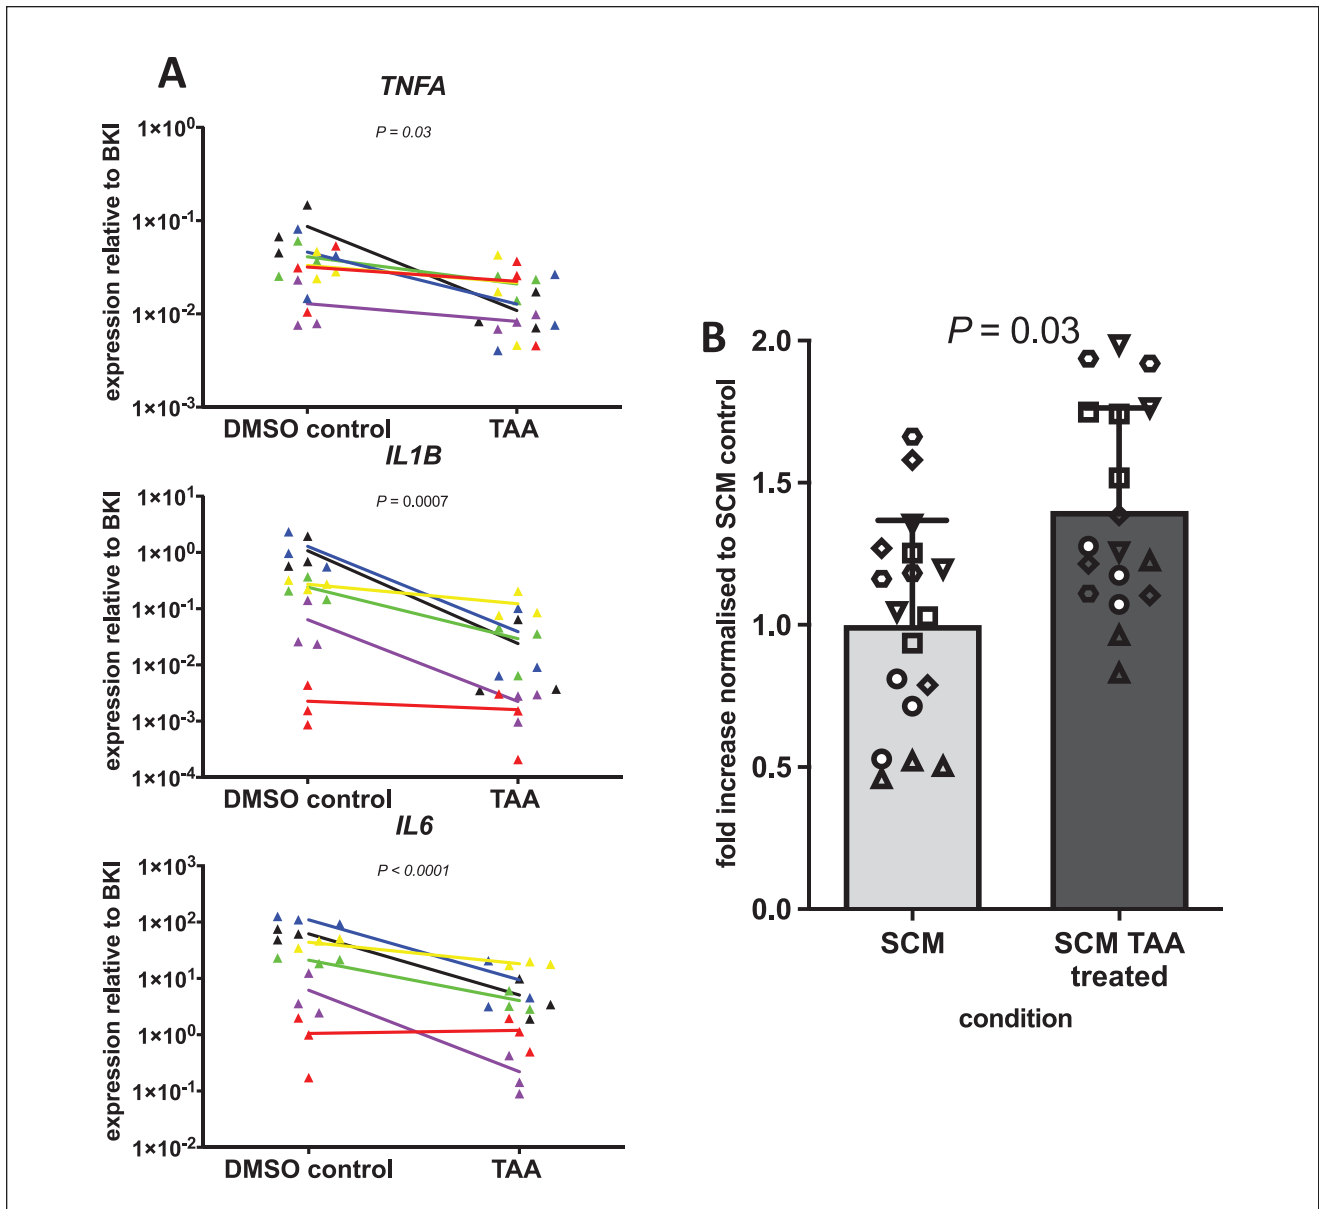 A
TNFA
P = 0.03
expression relative to BKI
1×10⁰
1×10⁻¹
1×10⁻²
1×10⁻³
DMSO control
TAA
IL1B
P = 0.0007
expression relative to BKI
1×10¹
1×10⁰
1×10⁻¹
1×10⁻²
1×10⁻³
1×10⁻⁴
DMSO control
TAA
IL6
P < 0.0001
expression relative to BKI
1×10³
1×10²
1×10¹
1×10⁰
1×10⁻¹
1×10⁻²
DMSO control
TAA
B
P = 0.03
fold increase normalised to SCM control
2.0
1.5
1.0
0.5
0.0
SCM
SCM TAA
treated
condition